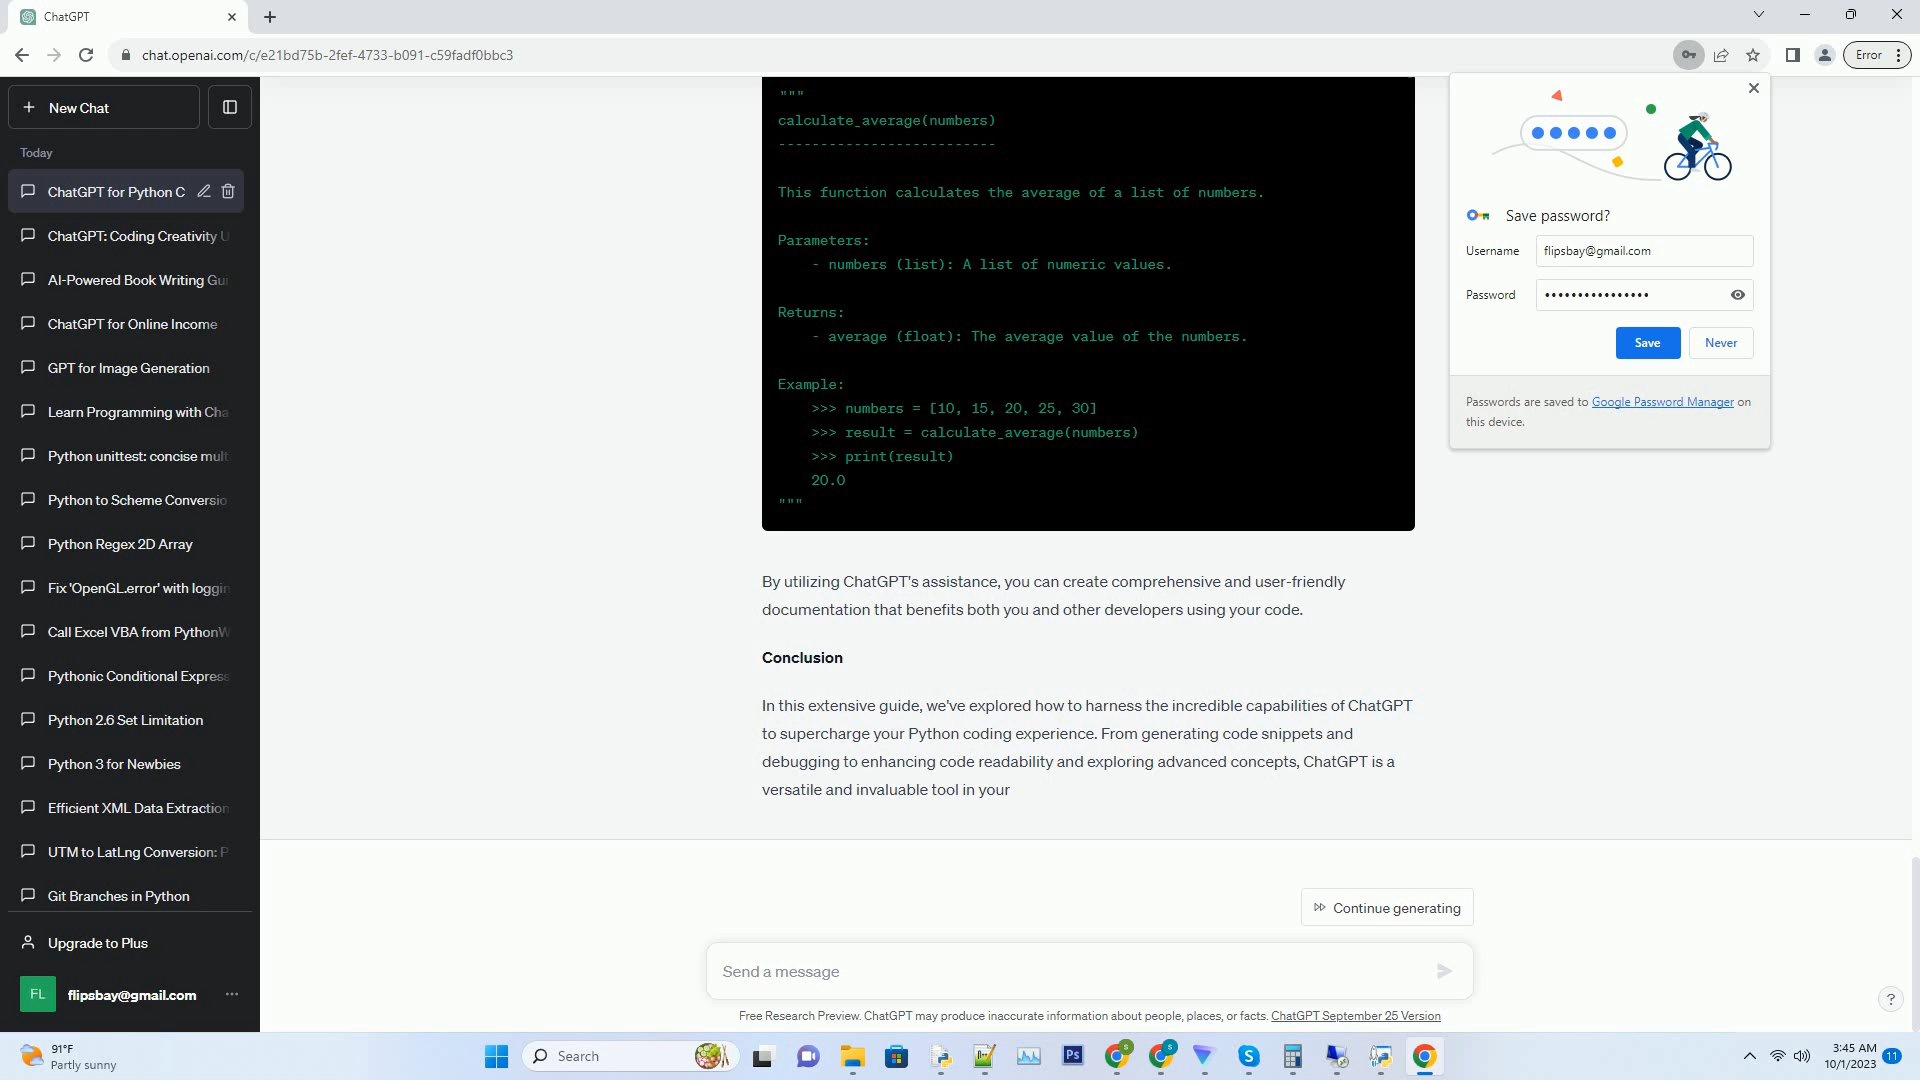 ChatGPT
chat.openai.com/c/e21bd75b-2fef-4733-b091-c59fadf0bbc3
Error
New Chat
Today
ChatGPT for Python C
ChatGPT: Coding Creativity U
AI-Powered Book Writing Gui
ChatGPT for Online Income
GPT for Image Generation
Learn Programming with Cha
Python unittest: concise mult
Python to Scheme Conversio
Python Regex 2D Array
Fix 'OpenGL.error' with loggin
Call Excel VBA from PythonW
Pythonic Conditional Express
Python 2.6 Set Limitation
Python 3 for Newbies
Efficient XML Data Extraction
UTM to LatLng Conversion: P
Git Branches in Python
Upgrade to Plus
FL
flipsbay@gmail.com
"""
calculate_average(numbers)
--------------------------
This function calculates the average of a list of numbers.
Parameters:
- numbers (list): A list of numeric values.
Returns:
- average (float): The average value of the numbers.
Example:
>>> numbers = [10, 15, 20, 25, 30]
>>> result = calculate_average(numbers)
>>> print(result)
20.0
"""
By utilizing ChatGPT's assistance, you can create comprehensive and user-friendly
documentation that benefits both you and other developers using your code.
Conclusion
In this extensive guide, we've explored how to harness the incredible capabilities of ChatGPT
to supercharge your Python coding experience. From generating code snippets and
debugging to enhancing code readability and exploring advanced concepts, ChatGPT is a
versatile and invaluable tool in your
Continue generating
Send a message
Free Research Preview. ChatGPT may produce inaccurate information about people, places, or facts. ChatGPT September 25 Version
?
Save password?
Username
flipsbay@gmail.com
Password
••••••••••••••••
Save
Never
Passwords are saved to Google Password Manager on
this device.
91°F
Partly sunny
Search
Ps
S
S
S
3:45 AM
10/1/2023
11